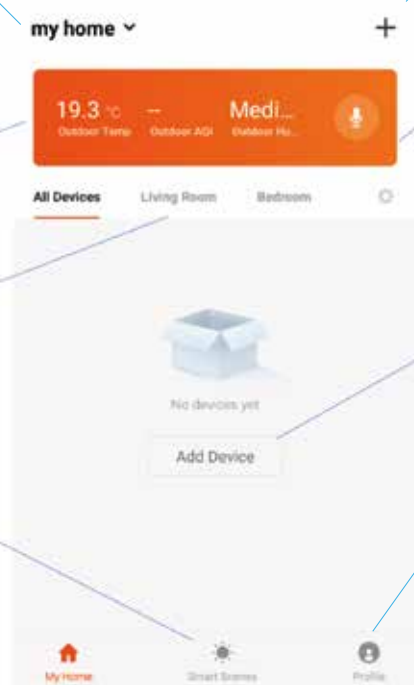 my home
19.3 °C -- Medi...
Outdoor Temp Outdoor AQI Outdoor Hu...
All Devices Living Room Bedroom
No devices yet
Add Device
My Home Smart Scenes Profile